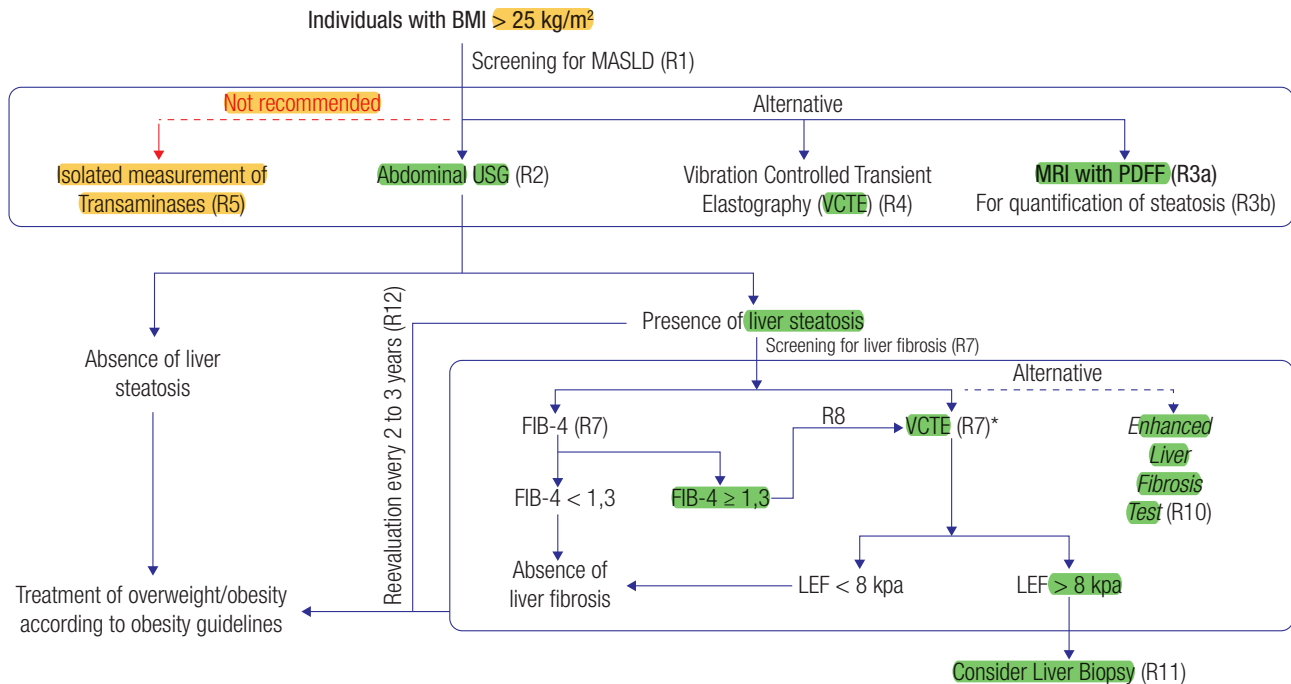 Individuals with BMI > 25 kg/m²
Screening for MASLD (R1)
Not recommended
Alternative
Isolated measurement of
Transaminases (R5)
Abdominal USG (R2)
Vibration Controlled Transient
Elastography (VCTE) (R4)
MRI with PDFF (R3a)
For quantification of steatosis (R3b)
Reevaluation every 2 to 3 years (R12)
Absence of liver
steatosis
Presence of liver steatosis
Screening for liver fibrosis (R7)
Alternative
FIB-4 (R7)
R8
VCTE (R7)*
Enhanced
Liver
Fibrosis
Test (R10)
FIB-4 < 1,3
FIB-4 ≥ 1,3
Absence of
liver fibrosis
LEF < 8 kpa
LEF > 8 kpa
Treatment of overweight/obesity
according to obesity guidelines
Consider Liver Biopsy (R11)